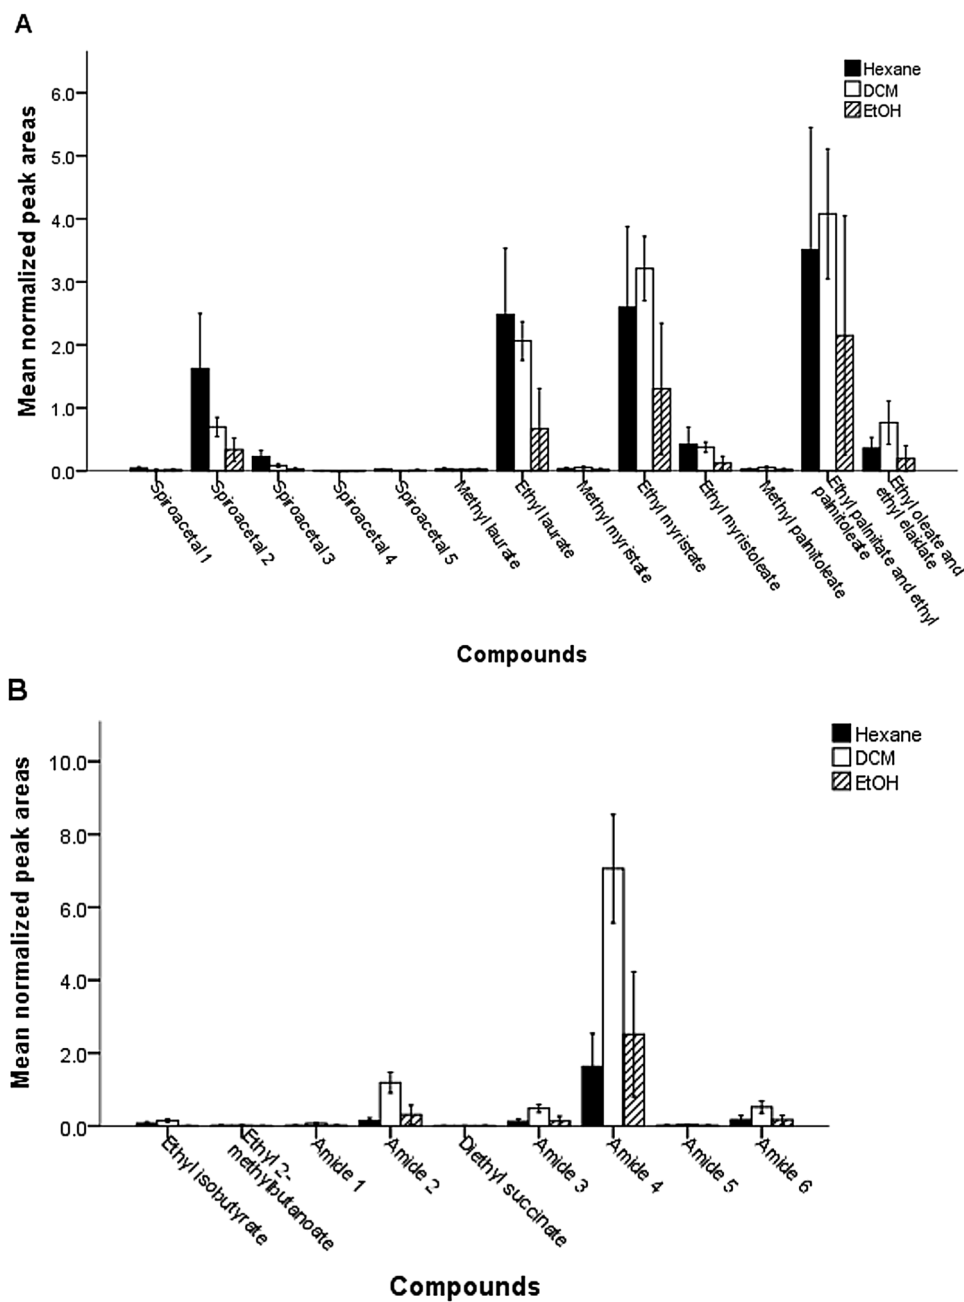 A
Mean normalized peak areas
6.0
5.0
4.0
3.0
2.0
1.0
0.0
Hexane
DCM
EtOH
Spiroacetal 1
Spiroacetal 2
Spiroacetal 3
Spiroacetal 4
Spiroacetal 5
Methyl laurate
Ethyl laurate
Methyl myristate
Ethyl myristate
Ethyl myristoleate
Methyl palmitoleate
Ethyl palmitate and ethyl
palmitoleate
Ethyl oleate and
ethyl elaidate
Compounds
B
Mean normalized peak areas
10.0
8.0
6.0
4.0
2.0
0.0
Hexane
DCM
EtOH
Ethyl isobutyrate
Ethyl 2-
methylbutanoate
Amide 1
Amide 2
Diethyl succinate
Amide 3
Amide 4
Amide 5
Amide 6
Compounds